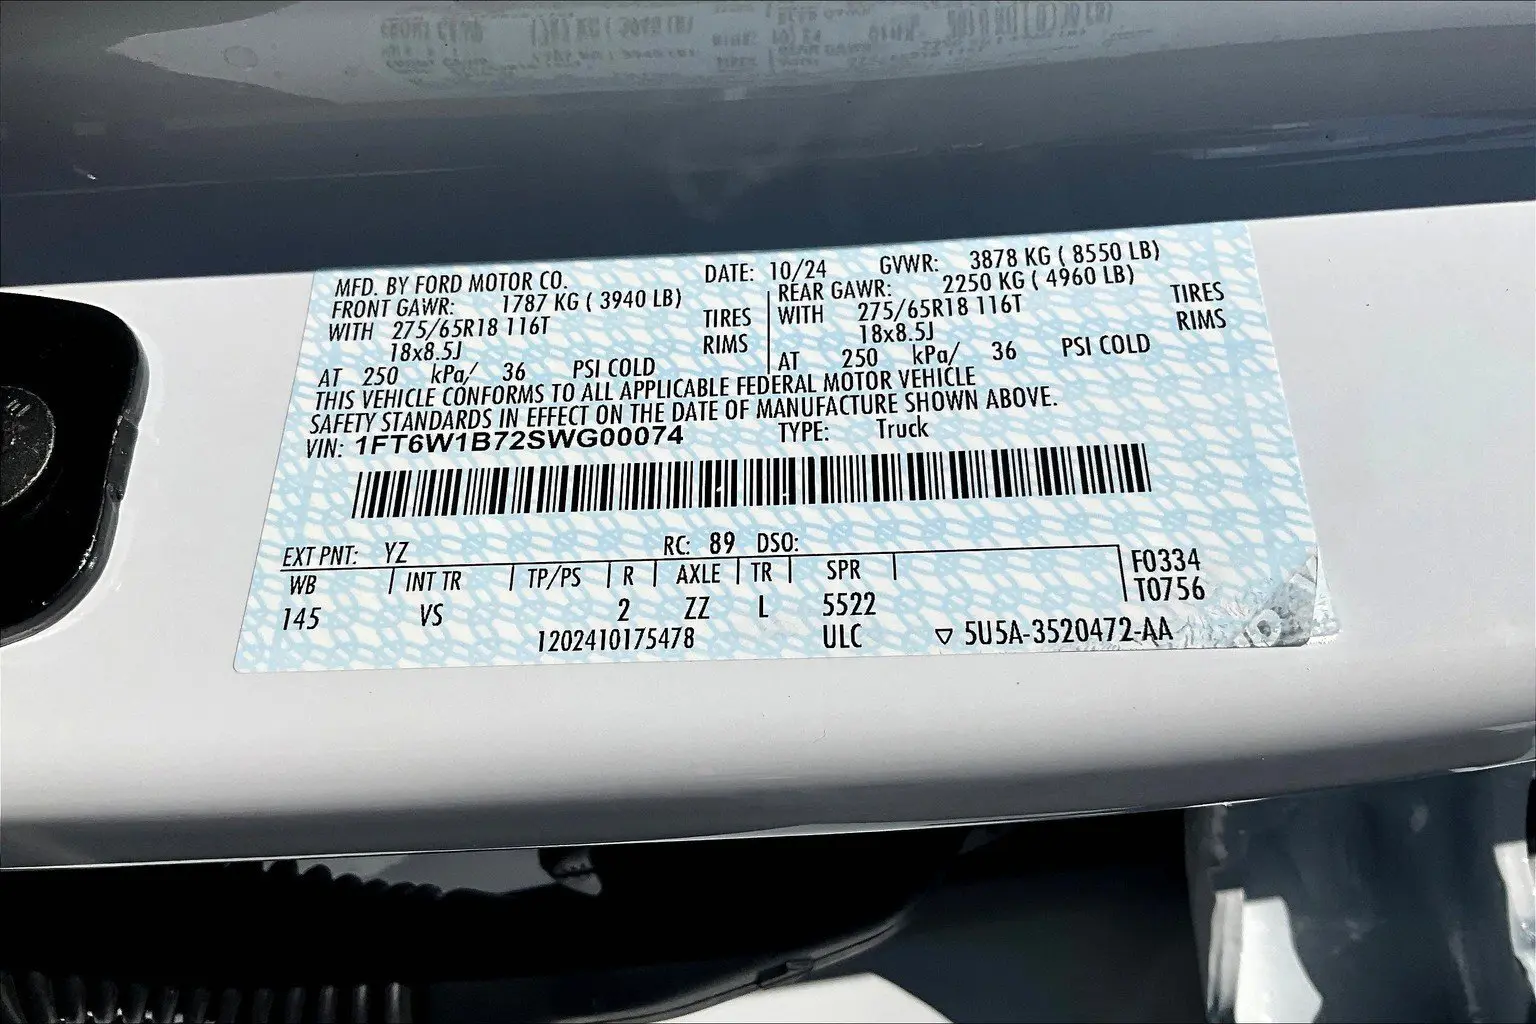 MFD. BY FORD MOTOR CO. DATE: 10/24 GVWR: 3878 KG ( 8550 LB)
FRONT GAWR: 1787 KG ( 3940 LB) REAR GAWR: 2250 KG ( 4960 LB)
WITH 275/65R18 116T TIRES WITH 275/65R18 116T TIRES
18x8.5J RIMS 18x8.5J RIMS
AT 250 kPa/ 36 PSI COLD AT 250 kPa/ 36 PSI COLD
THIS VEHICLE CONFORMS TO ALL APPLICABLE FEDERAL MOTOR VEHICLE
SAFETY STANDARDS IN EFFECT ON THE DATE OF MANUFACTURE SHOWN ABOVE.
VIN: 1FT6W1B72SWG00074 TYPE: Truck
EXT PNT: YZ RC: 89 DSO:
WB INT TR TP/PS R AXLE TR SPR F0334
145 VS 2 ZZ L 5522 T0756
1202410175478 ULC ▽ 5U5A-3520472-AA